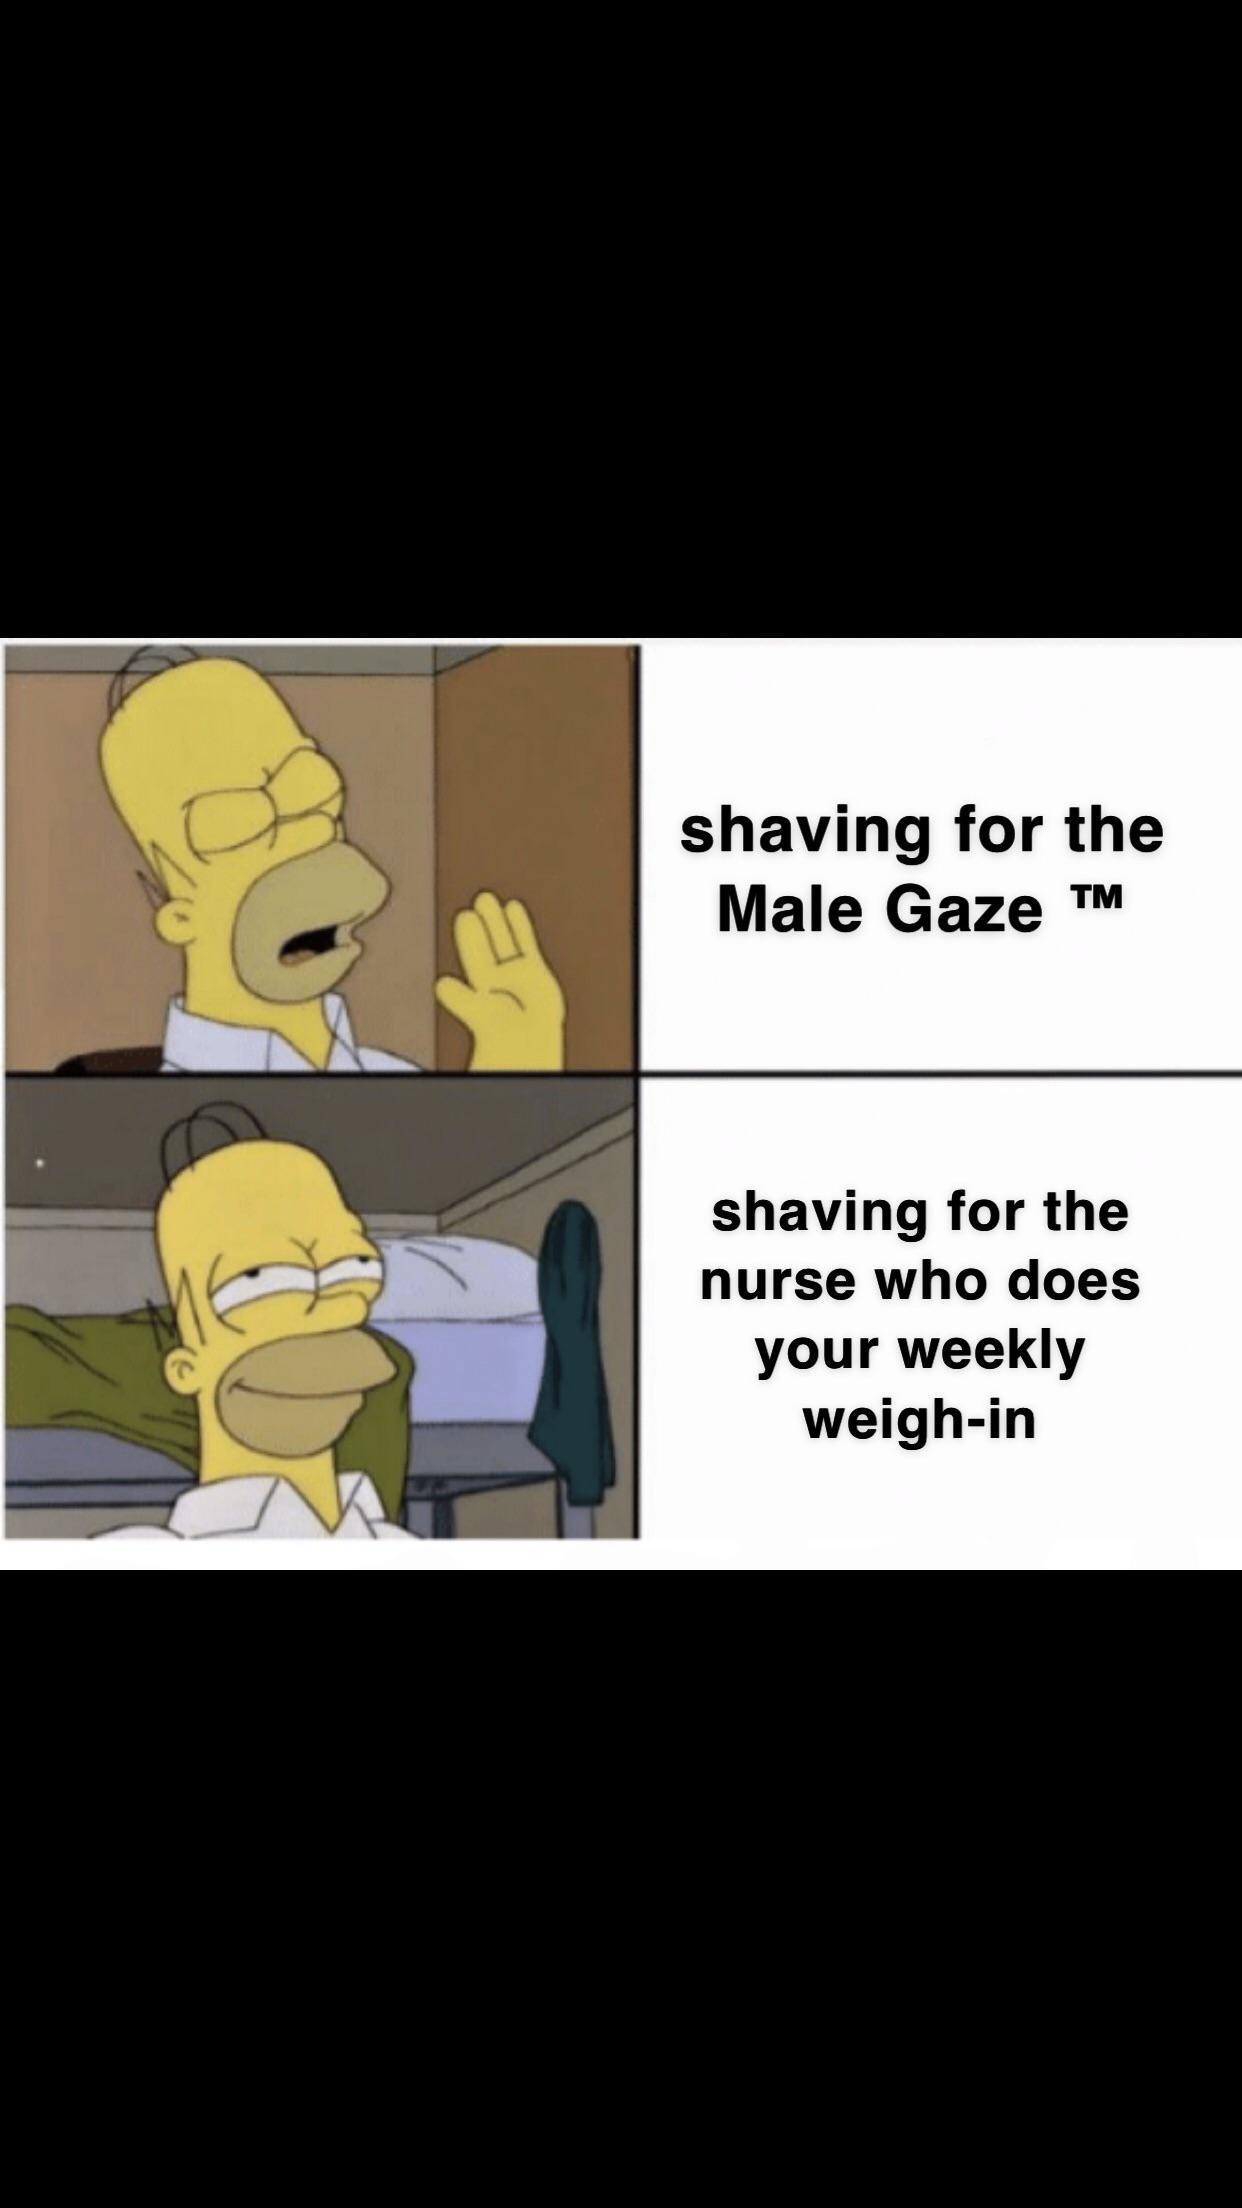 shaving for the
Male Gaze ™
shaving for the
nurse who does
your weekly
weigh-in